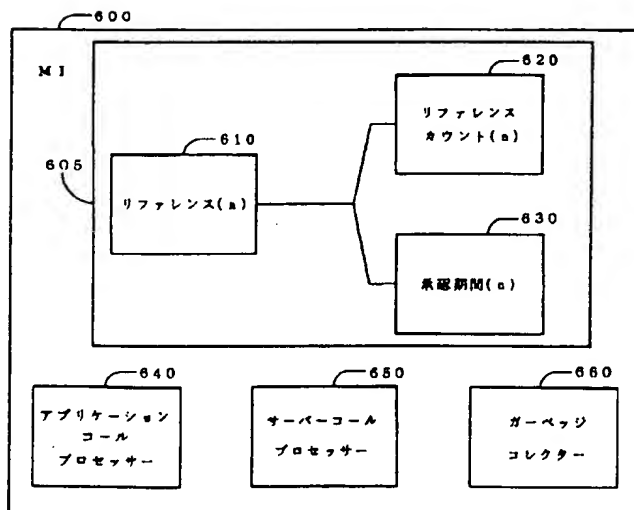 600
MI
605
610
リファレンス(n)
620
リファレンス
カウント(n)
630
承認期間(n)
640
アプリケーション
コール
プロセッサー
650
サーバーコール
プロセッサー
660
ガーベッジ
コレクター